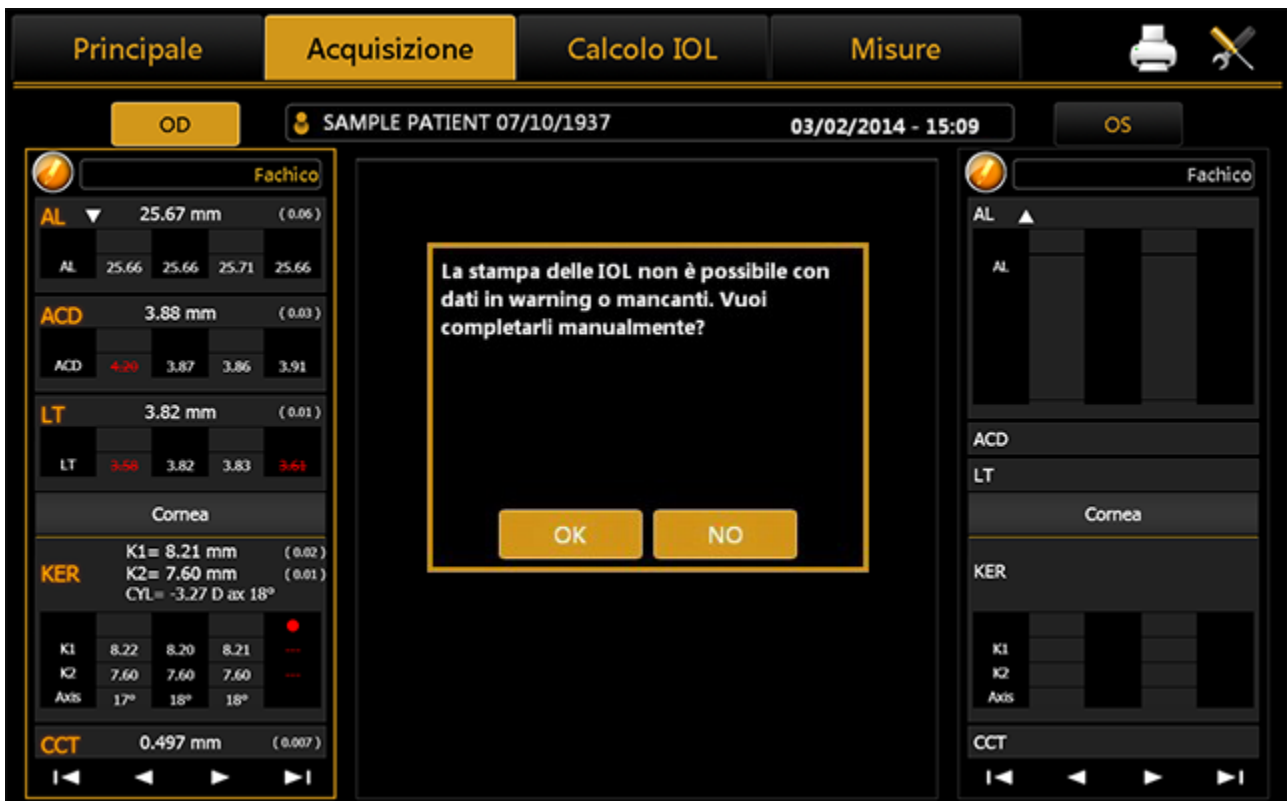 Principale Acquisizione Calcolo IOL Misure
OD SAMPLE PATIENT 07/10/1937 03/02/2014 - 15:09 OS
Fachico
AL 25.67 mm (0.06)
AL 25.66 25.66 25.71 25.66
ACD 3.88 mm (0.03)
ACD 4.20 3.87 3.86 3.91
LT 3.82 mm (0.01)
LT 3.58 3.82 3.83 3.61
Cornea
K1= 8.21 mm (0.02)
KER K2= 7.60 mm (0.01)
CYL= -3.27 D ax 18°
K1 8.22 8.20 8.21 ---
K2 7.60 7.60 7.60 ---
Axis 17° 18° 18°
CCT 0.497 mm (0.007)
La stampa delle IOL non è possibile con
dati in warning o mancanti. Vuoi
completarli manualmente?
OK NO
Fachico
AL
AL
ACD
LT
Cornea
KER
K1
K2
Axis
CCT